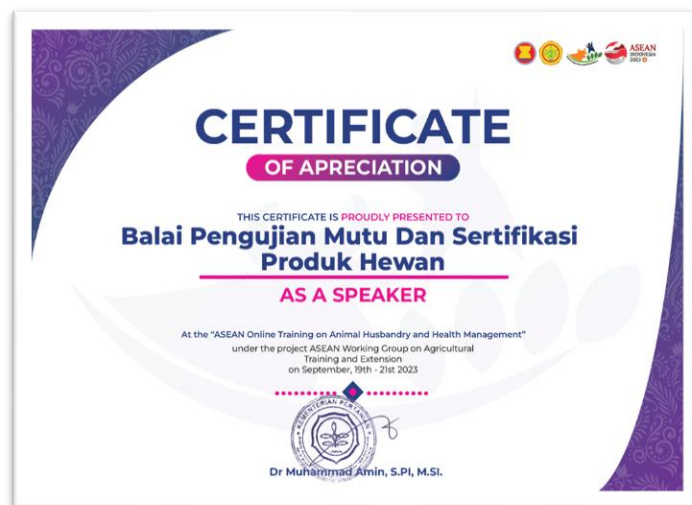 ASEAN
INDONESIA
2023
CERTIFICATE
OF APRECIATION
THIS CERTIFICATE IS PROUDLY PRESENTED TO
Balai Pengujian Mutu Dan Sertifikasi
Produk Hewan
AS A SPEAKER
At the "ASEAN Online Training on Animal Husbandry and Health Management"
under the project ASEAN Working Group on Agricultural
Training and Extension
on September, 19th - 21st 2023
KEMENTERIAN PERTANIAN
Dr Muhammad Amin, S.PI, M.SI.